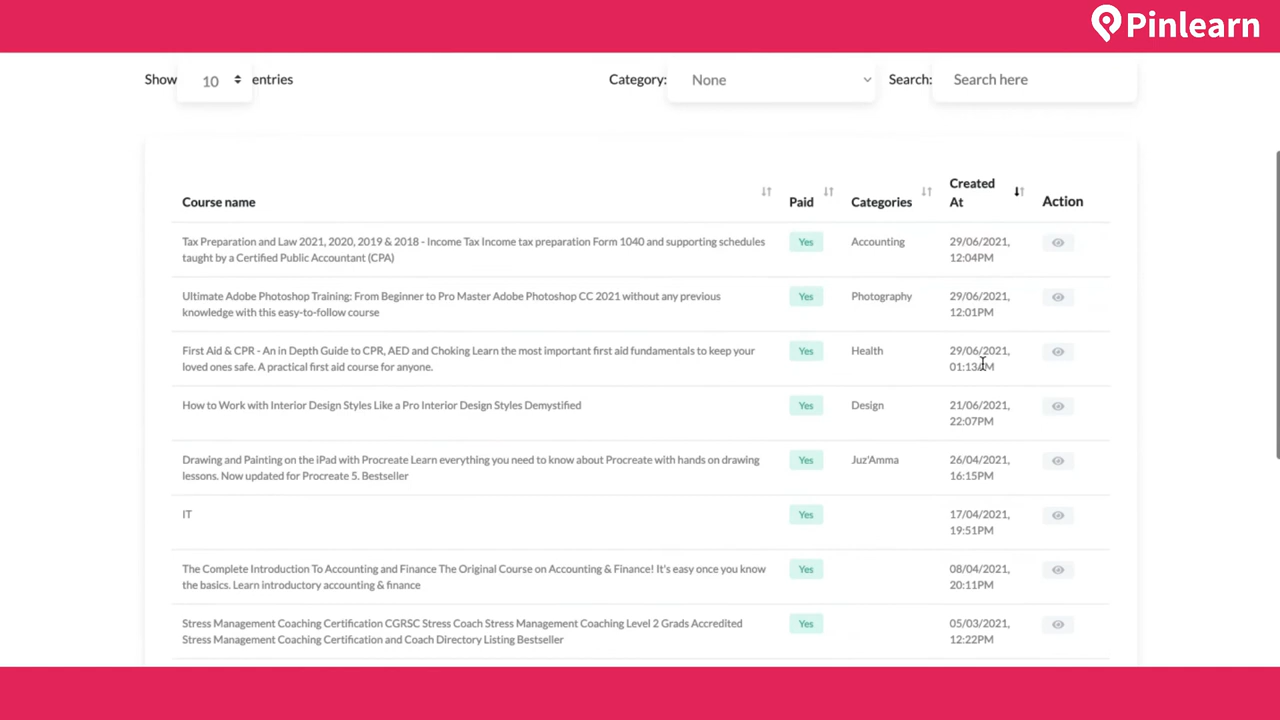 Pinlearn
Show 10 entries Category: None Search: Search here
Created
Course name Paid Categories At Action
Tax Preparation and Law 2021, 2020, 2019 & 2018 - Income Tax Income tax preparation Form 1040 and supporting schedules Yes Accounting 29/06/2021,
taught by a Certified Public Accountant (CPA) 12:04PM
Ultimate Adobe Photoshop Training: From Beginner to Pro Master Adobe Photoshop CC 2021 without any previous Yes Photography 29/06/2021,
knowledge with this easy-to-follow course 12:01PM
First Aid & CPR - An in Depth Guide to CPR, AED and Choking Learn the most important first aid fundamentals to keep your Yes Health 29/06/2021,
loved ones safe. A practical first aid course for anyone. 01:13AM
How to Work with Interior Design Styles Like a Pro Interior Design Styles Demystified Yes Design 21/06/2021,
22:07PM
Drawing and Painting on the iPad with Procreate Learn everything you need to know about Procreate with hands on drawing Yes Juz'Amma 26/04/2021,
lessons. Now updated for Procreate 5. Bestseller 16:15PM
IT Yes 17/04/2021,
19:51PM
The Complete Introduction To Accounting and Finance The Original Course on Accounting & Finance! It's easy once you know Yes 08/04/2021,
the basics. Learn introductory accounting & finance 20:11PM
Stress Management Coaching Certification CGRSC Stress Coach Stress Management Coaching Level 2 Grads Accredited Yes 05/03/2021,
Stress Management Coaching Certification and Coach Directory Listing Bestseller 12:22PM